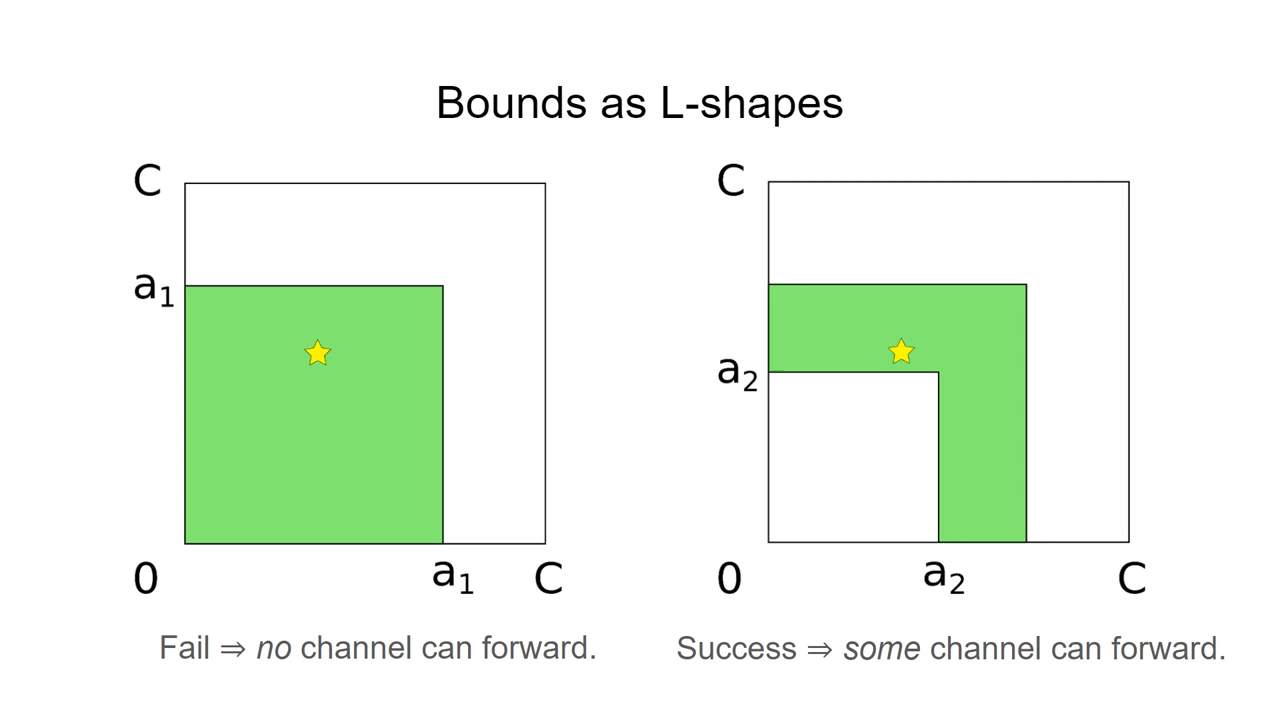 Bounds as L-shapes
C
a₁
0
a₁
C
Fail ⇒ no channel can forward.
C
a₂
0
a₂
C
Success ⇒ some channel can forward.